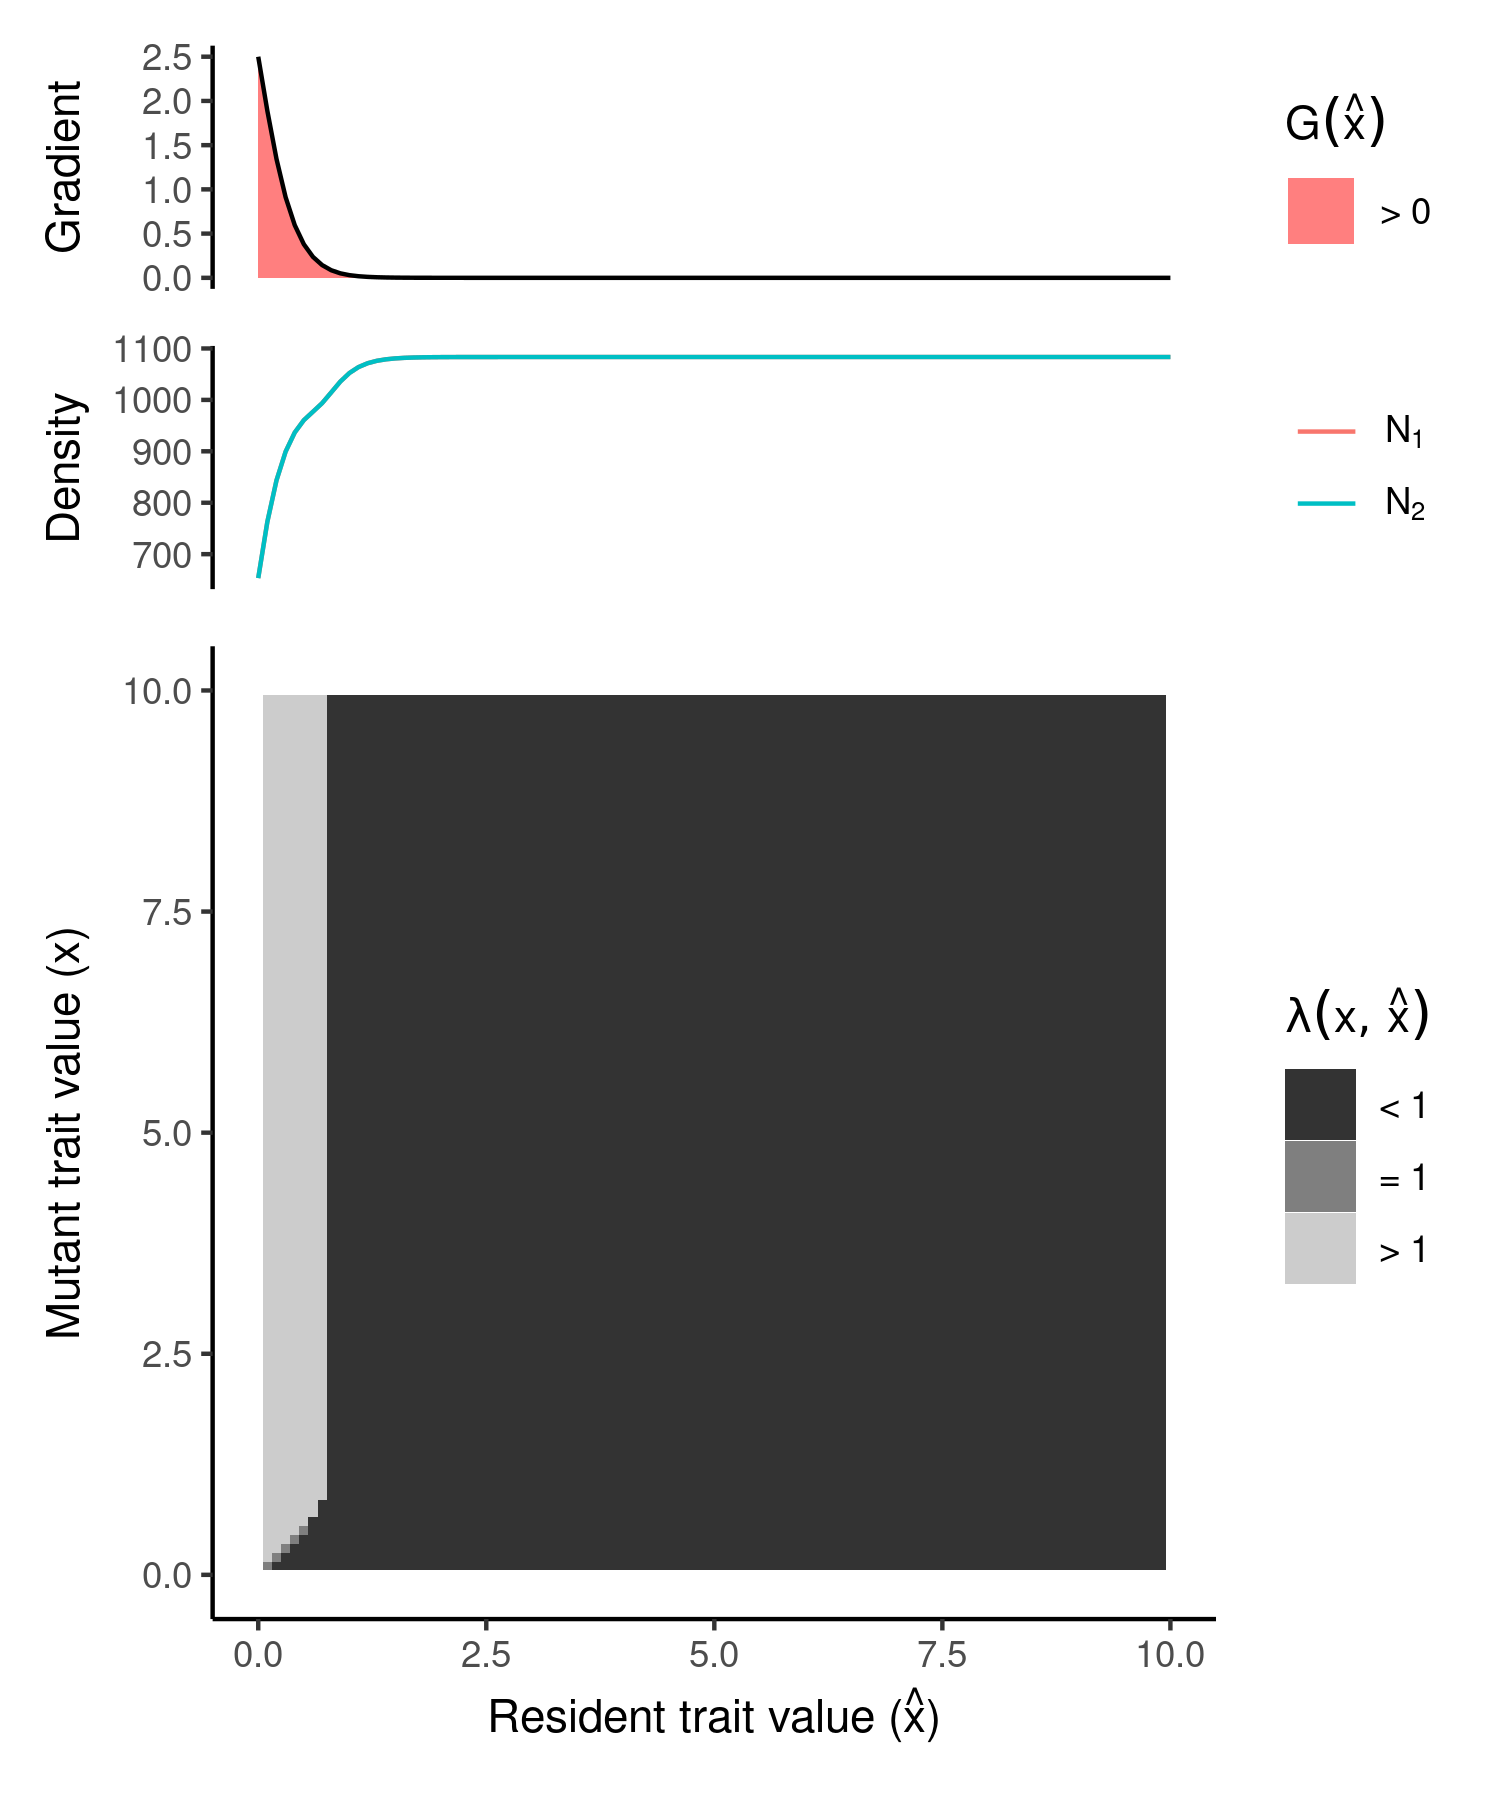 Gradient
2.5
2.0
1.5
1.0
0.5
0.0
G(x̂)
> 0
Density
1100
1000
900
800
700
N₁
N₂
Mutant trait value (x)
10.0
7.5
5.0
2.5
0.0
λ(x, x̂)
< 1
= 1
> 1
0.0 2.5 5.0 7.5 10.0
Resident trait value (x̂)